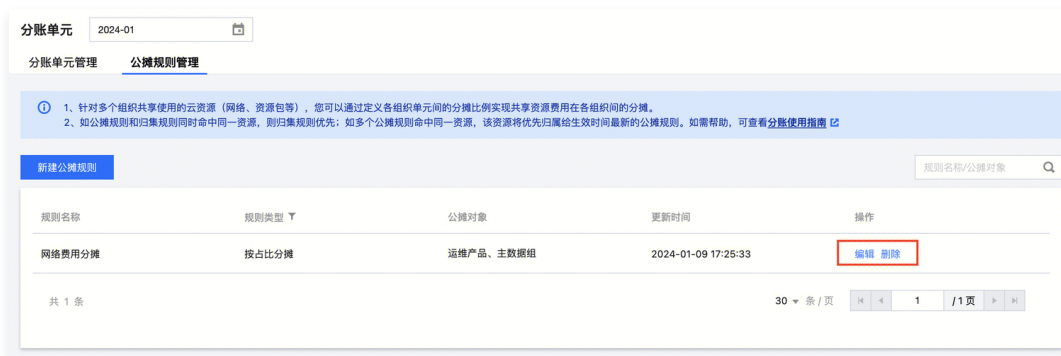 分账单元 2024-01
分账单元管理 公摊规则管理
1、针对多个组织共享使用的云资源（网络、资源包等），您可以通过定义各组织单元间的分摊比例实现共享资源费用在各组织间的分摊。
2、如公摊规则和归集规则同时命中同一资源，则归集规则优先；如多个公摊规则命中同一资源，该资源将优先归属给生效时间最新的公摊规则。如需帮助，可查看分账使用指南
新建公摊规则 规则名称/公摊对象
规则名称 规则类型 公摊对象 更新时间 操作
网络费用分摊 按占比分摊 运维产品、主数据组 2024-01-09 17:25:33 编辑 删除
共 1 条 30 条 / 页 1 / 1 页